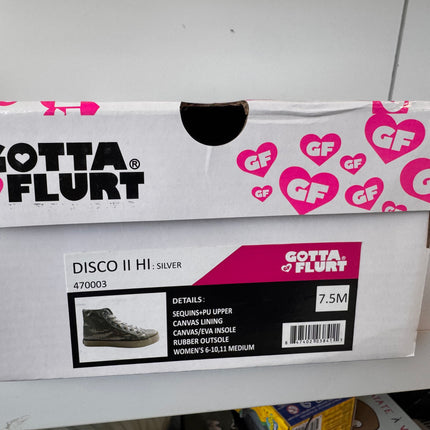 GOTTA®
FLURT
GF
GF
GF
GF
GF
GF
GF
GF
DISCO II HI: SILVER
470003
GOTTA
FLURT
DETAILS:
SEQUINS+PU UPPER
CANVAS LINING
CANVAS/EVA INSOLE
RUBBER OUTSOLE
WOMEN'S 6-10,11 MEDIUM
7.5M